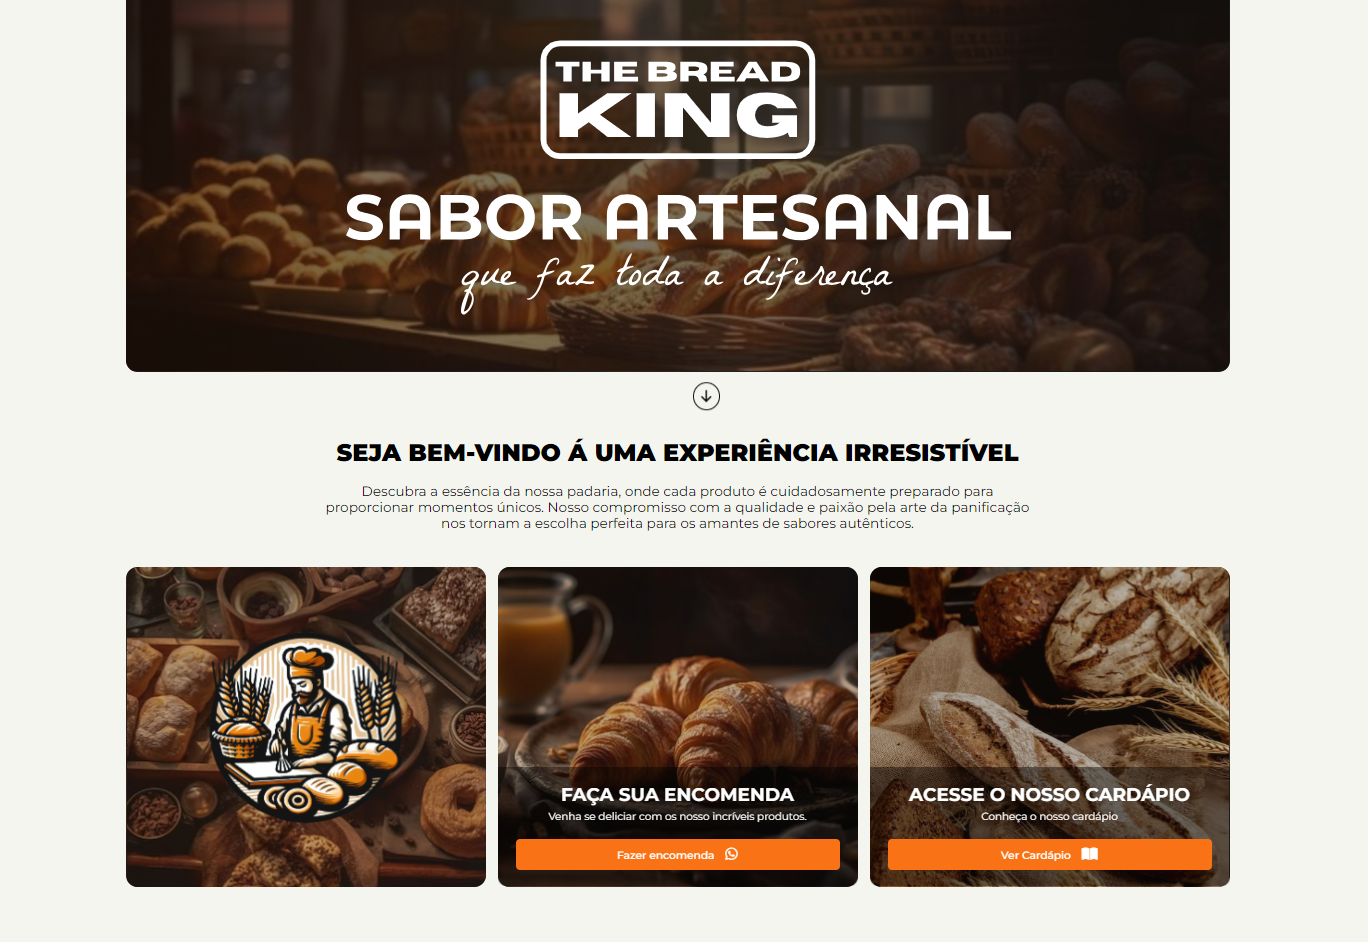 THE BREAD
KING
SABOR ARTESANAL
que faz toda a diferença
SEJA BEM-VINDO Á UMA EXPERIÊNCIA IRRESISTÍVEL
Descubra a essência da nossa padaria, onde cada produto é cuidadosamente preparado para
proporcionar momentos únicos. Nosso compromisso com a qualidade e paixão pela arte da panificação
nos tornam a escolha perfeita para os amantes de sabores autênticos.
FAÇA SUA ENCOMENDA
Venha se deliciar com os nosso incríveis produtos.
Fazer encomenda
ACESSE O NOSSO CARDÁPIO
Conheça o nosso cardápio
Ver Cardápio